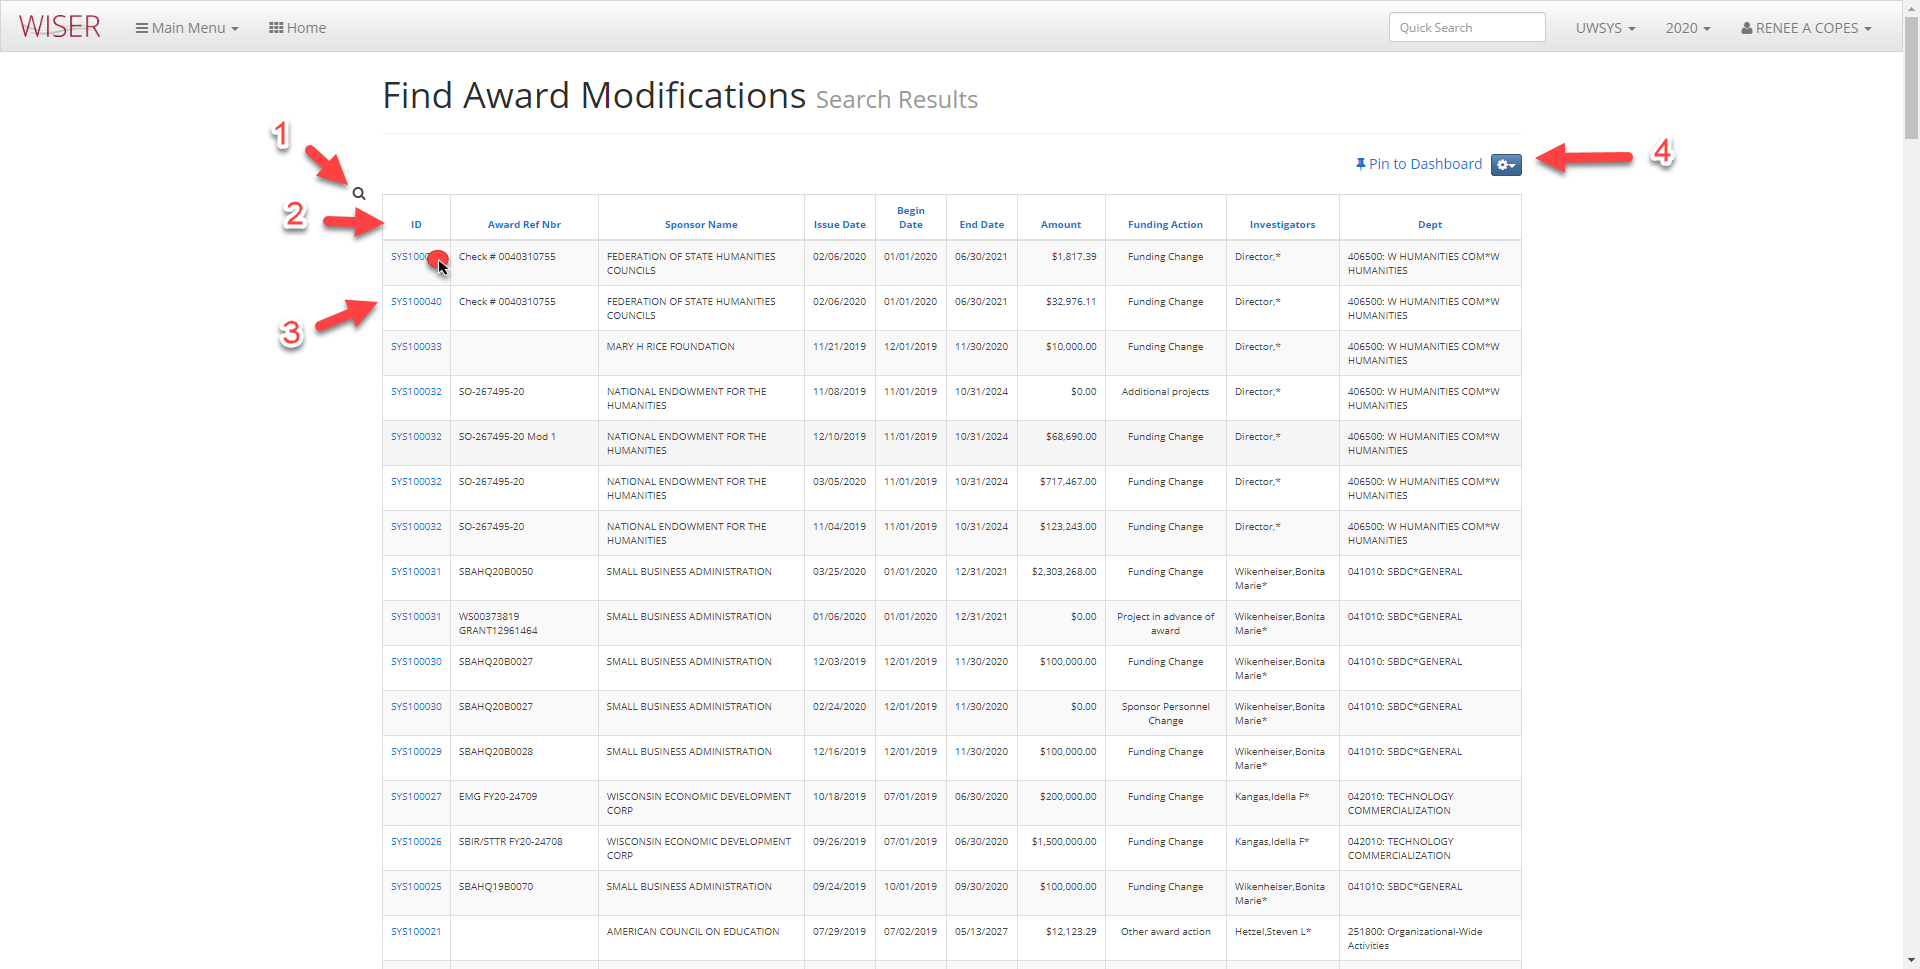 WISER Main Menu Home Quick Search UWSYS 2020 RENEE A COPES
Find Award Modifications Search Results
1
4
Pin to Dashboard
2
ID Award Ref Nbr Sponsor Name Issue Date Begin Date End Date Amount Funding Action Investigators Dept
SYS100 Check # 0040310755 FEDERATION OF STATE HUMANITIES 02/06/2020 01/01/2020 06/30/2021 $1,817.39 Funding Change Director,* 406500: W HUMANITIES COM*W
COUNCILS HUMANITIES
3
SYS100040 Check # 0040310755 FEDERATION OF STATE HUMANITIES 02/06/2020 01/01/2020 06/30/2021 $32,976.11 Funding Change Director,* 406500: W HUMANITIES COM*W
COUNCILS HUMANITIES
SYS100033 MARY H RICE FOUNDATION 11/21/2019 12/01/2019 11/30/2020 $10,000.00 Funding Change Director,* 406500: W HUMANITIES COM*W
HUMANITIES
SYS100032 SO-267495-20 NATIONAL ENDOWMENT FOR THE 11/08/2019 11/01/2019 10/31/2024 $0.00 Additional projects Director,* 406500: W HUMANITIES COM*W
HUMANITIES HUMANITIES
SYS100032 SO-267495-20 Mod 1 NATIONAL ENDOWMENT FOR THE 12/10/2019 11/01/2019 10/31/2024 $68,690.00 Funding Change Director,* 406500: W HUMANITIES COM*W
HUMANITIES HUMANITIES
SYS100032 SO-267495-20 NATIONAL ENDOWMENT FOR THE 03/05/2020 11/01/2019 10/31/2024 $717,467.00 Funding Change Director,* 406500: W HUMANITIES COM*W
HUMANITIES HUMANITIES
SYS100032 SO-267495-20 NATIONAL ENDOWMENT FOR THE 11/04/2019 11/01/2019 10/31/2024 $123,243.00 Funding Change Director,* 406500: W HUMANITIES COM*W
HUMANITIES HUMANITIES
SYS100031 SBAHQ20B0050 SMALL BUSINESS ADMINISTRATION 03/25/2020 01/01/2020 12/31/2021 $2,303,268.00 Funding Change Wikenheiser,Bonita 041010: SBDC*GENERAL
Marie*
SYS100031 WS00373819 SMALL BUSINESS ADMINISTRATION 01/06/2020 01/01/2020 12/31/2021 $0.00 Project in advance of Wikenheiser,Bonita 041010: SBDC*GENERAL
GRANT12961464 award Marie*
SYS100030 SBAHQ20B0027 SMALL BUSINESS ADMINISTRATION 12/03/2019 12/01/2019 11/30/2020 $100,000.00 Funding Change Wikenheiser,Bonita 041010: SBDC*GENERAL
Marie*
SYS100030 SBAHQ20B0027 SMALL BUSINESS ADMINISTRATION 02/24/2020 12/01/2019 11/30/2020 $0.00 Sponsor Personnel Wikenheiser,Bonita 041010: SBDC*GENERAL
Change Marie*
SYS100029 SBAHQ20B0028 SMALL BUSINESS ADMINISTRATION 12/16/2019 12/01/2019 11/30/2020 $100,000.00 Funding Change Wikenheiser,Bonita 041010: SBDC*GENERAL
Marie*
SYS100027 EMG FY20-24709 WISCONSIN ECONOMIC DEVELOPMENT 10/18/2019 07/01/2019 06/30/2020 $200,000.00 Funding Change Kangas,Idella F* 042010: TECHNOLOGY
CORP COMMERCIALIZATION
SYS100026 SBIR/STTR FY20-24708 WISCONSIN ECONOMIC DEVELOPMENT 09/26/2019 07/01/2019 06/30/2020 $1,500,000.00 Funding Change Kangas,Idella F* 042010: TECHNOLOGY
CORP COMMERCIALIZATION
SYS100025 SBAHQ19B0070 SMALL BUSINESS ADMINISTRATION 09/24/2019 10/01/2019 09/30/2020 $100,000.00 Funding Change Wikenheiser,Bonita 041010: SBDC*GENERAL
Marie*
SYS100021 AMERICAN COUNCIL ON EDUCATION 07/29/2019 07/02/2019 05/13/2027 $12,123.29 Other award action Hetzel,Steven L* 251800: Organizational-Wide
Activities